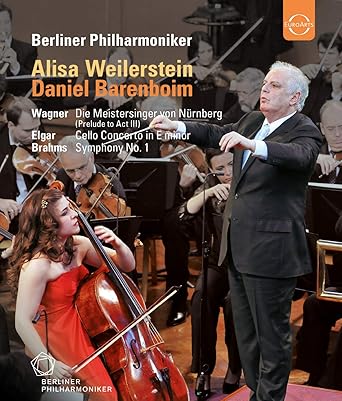 EUROARTS
Berliner Philharmoniker
Alisa Weilerstein
Daniel Barenboim
Wagner Die Meistersinger von Nürnberg
(Prelude to Act III)
Elgar Cello Concerto in E minor
Brahms Symphony No. 1
BERLINER
PHILHARMONIKER